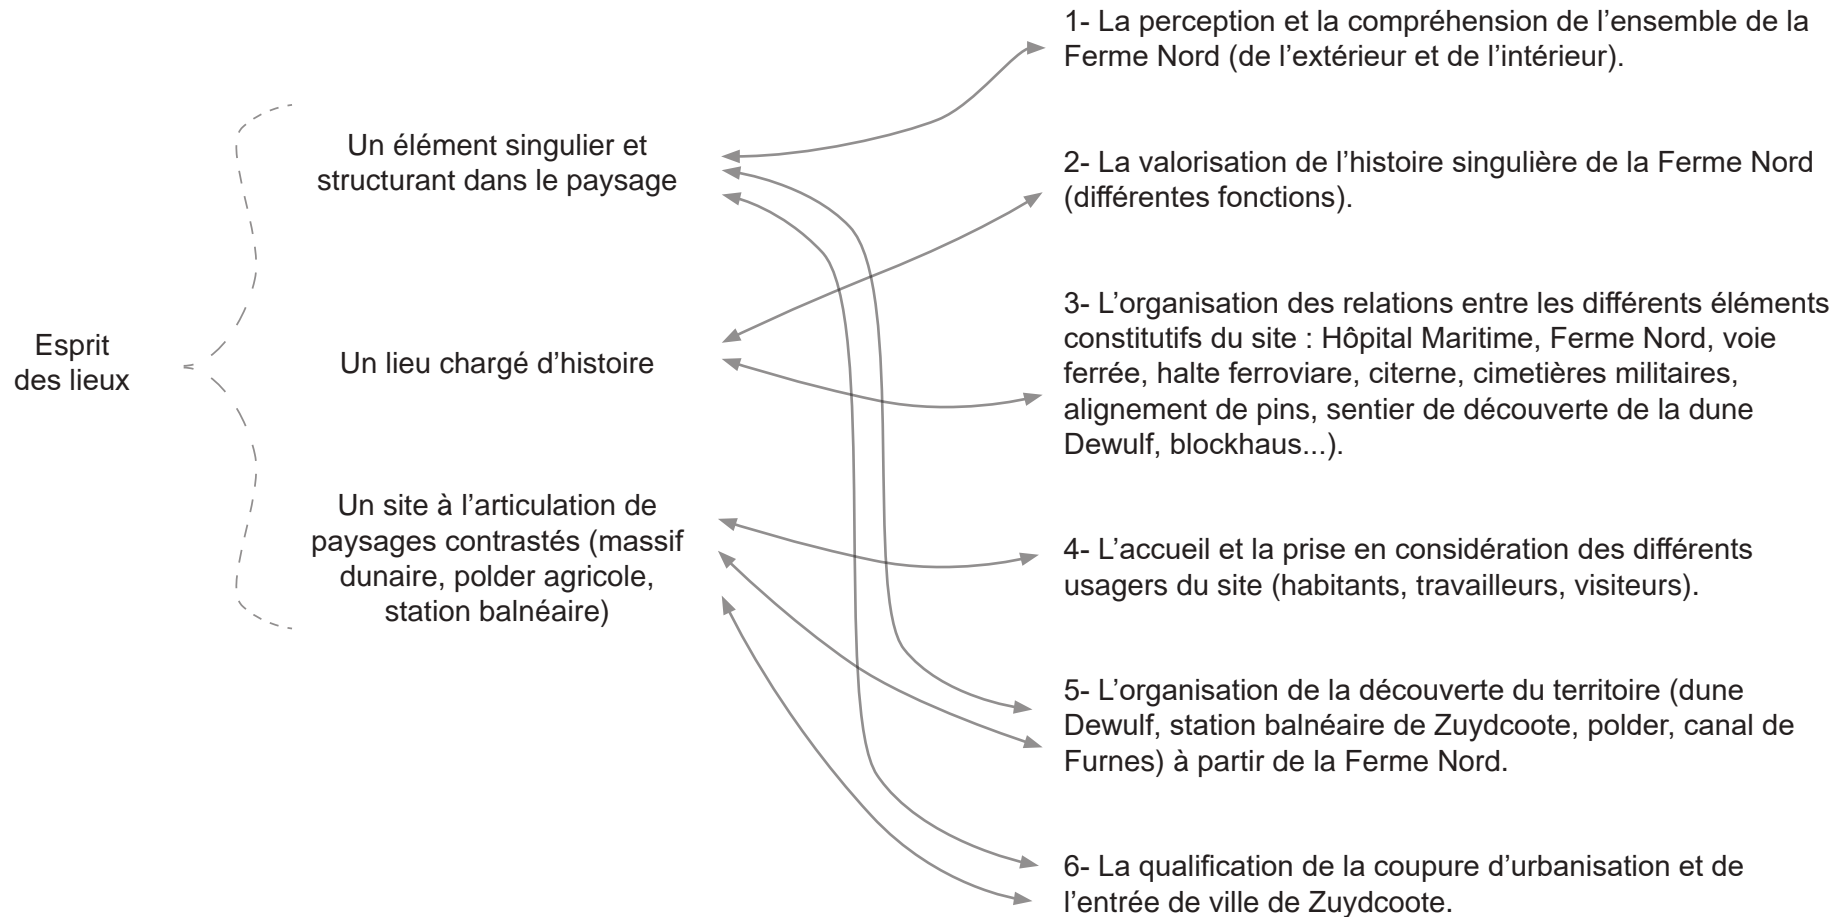 Esprit
des lieux
Un élément singulier et
structurant dans le paysage
Un lieu chargé d’histoire
Un site à l’articulation de
paysages contrastés (massif
dunaire, polder agricole,
station balnéaire)
1- La perception et la compréhension de l’ensemble de la
Ferme Nord (de l’extérieur et de l’intérieur).
2- La valorisation de l’histoire singulière de la Ferme Nord
(différentes fonctions).
3- L’organisation des relations entre les différents éléments
constitutifs du site : Hôpital Maritime, Ferme Nord, voie
ferrée, halte ferroviare, citerne, cimetières militaires,
alignement de pins, sentier de découverte de la dune
Dewulf, blockhaus...).
4- L’accueil et la prise en considération des différents
usagers du site (habitants, travailleurs, visiteurs).
5- L’organisation de la découverte du territoire (dune
Dewulf, station balnéaire de Zuydcoote, polder, canal de
Furnes) à partir de la Ferme Nord.
6- La qualification de la coupure d’urbanisation et de
l’entrée de ville de Zuydcoote.